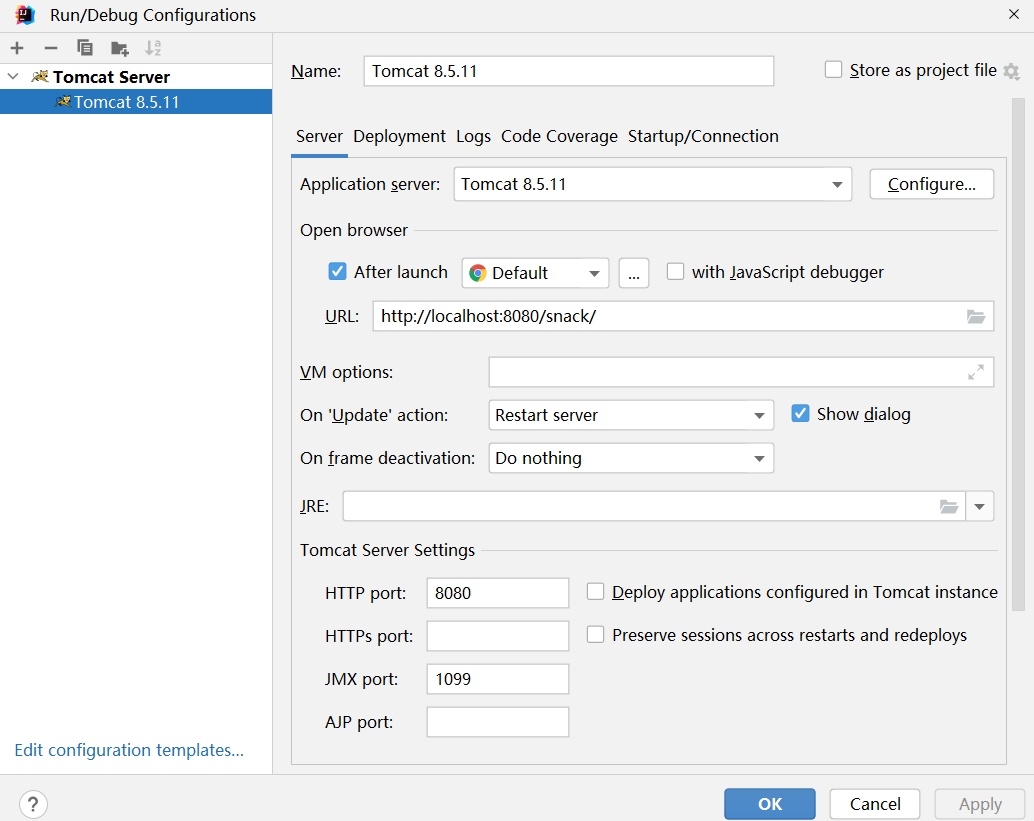 Run/Debug Configurations
Tomcat Server
Tomcat 8.5.11
Name: Tomcat 8.5.11 Store as project file
Server Deployment Logs Code Coverage Startup/Connection
Application server: Tomcat 8.5.11 Configure...
Open browser
After launch Default ... with JavaScript debugger
URL: http://localhost:8080/snack/
VM options:
On 'Update' action: Restart server Show dialog
On frame deactivation: Do nothing
JRE:
Tomcat Server Settings
HTTP port: 8080 Deploy applications configured in Tomcat instance
HTTPs port: Preserve sessions across restarts and redeploys
JMX port: 1099
AJP port:
Edit configuration templates...
? OK Cancel Apply